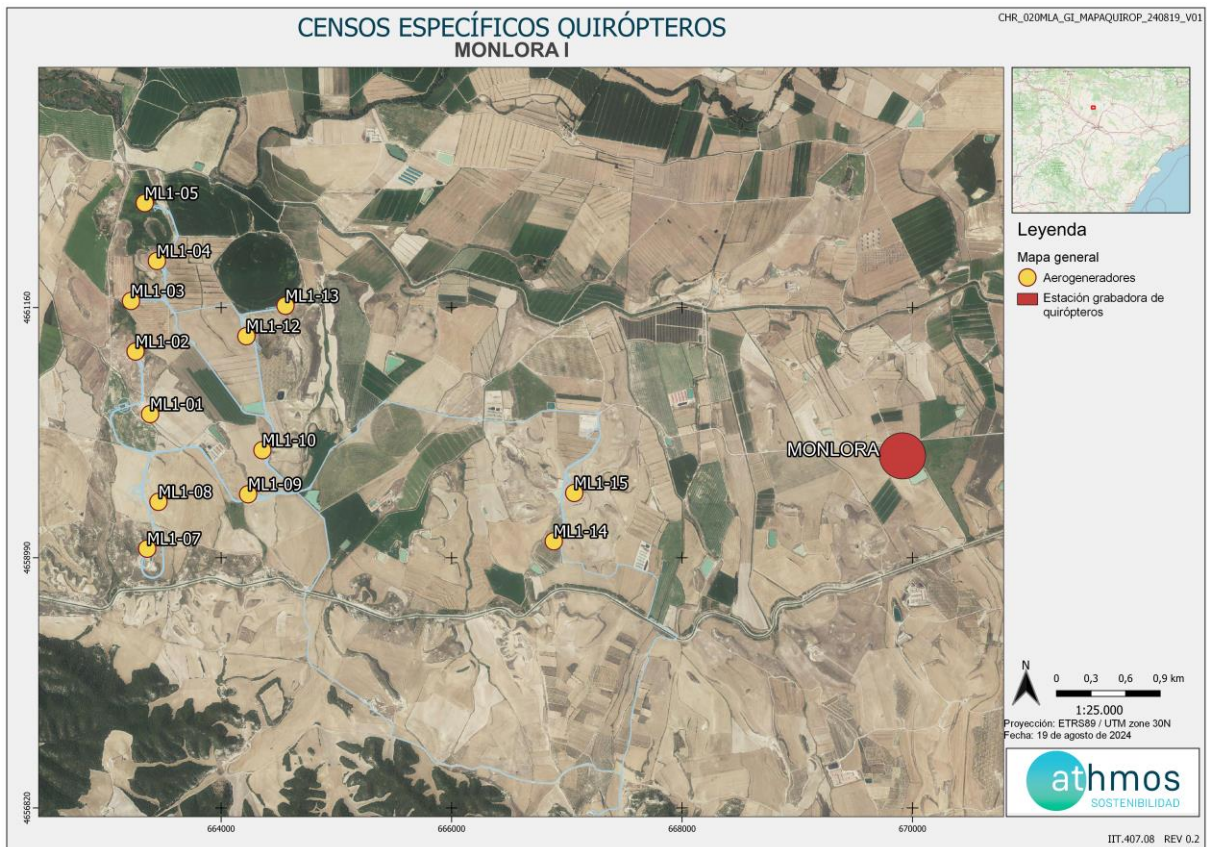 CHR_020MLA_GI_MAPAQUIROP_240819_V01
CENSOS ESPECÍFICOS QUIRÓPTEROS
MONLORA I
ML1-05
ML1-04
ML1-03
ML1-13
ML1-12
ML1-02
ML1-01
ML1-10
MONLORA
ML1-09
ML1-15
ML1-08
ML1-14
ML1-07
4661160
4658990
4656820
664000
666000
668000
670000
Leyenda
Mapa general
Aerogeneradores
Estación grabadora de
quirópteros
N
0 0,3 0,6 0,9 km
1:25.000
Proyección: ETRS89 / UTM zone 30N
Fecha: 19 de agosto de 2024
athmos
SOSTENIBILIDAD
IIT.407.08 REV 0.2